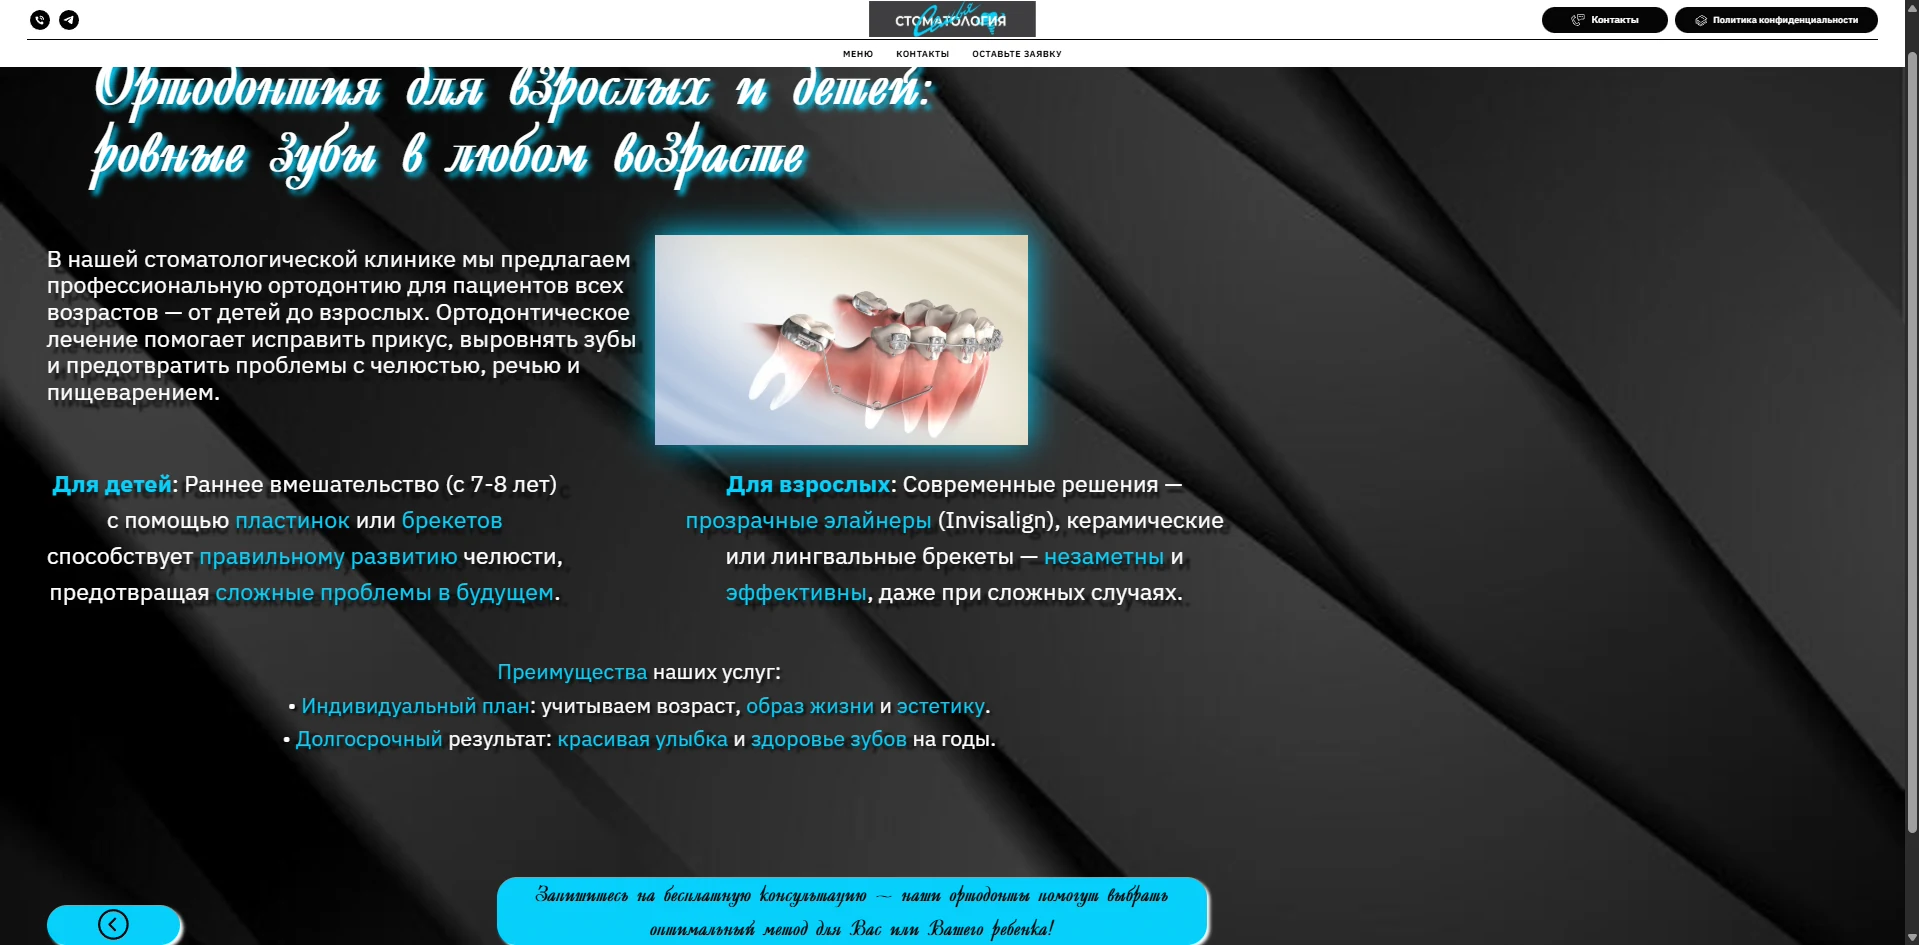 СТОМАТОЛОГИЯ
Семья
Контакты
Политика конфиденциальности
МЕНЮ
КОНТАКТЫ
ОСТАВЬТЕ ЗАЯВКУ
Ортодонтия для взрослых и детей:
ровные зубы в любом возрасте
В нашей стоматологической клинике мы предлагаем
профессиональную ортодонтию для пациентов всех
возрастов — от детей до взрослых. Ортодонтическое
лечение помогает исправить прикус, выровнять зубы
и предотвратить проблемы с челюстью, речью и
пищеварением.
Для детей: Раннее вмешательство (с 7-8 лет)
с помощью пластинок или брекетов
способствует правильному развитию челюсти,
предотвращая сложные проблемы в будущем.
Для взрослых: Современные решения —
прозрачные элайнеры (Invisalign), керамические
или лингвальные брекеты — незаметны и
эффективны, даже при сложных случаях.
Преимущества наших услуг:
• Индивидуальный план: учитываем возраст, образ жизни и эстетику.
• Долгосрочный результат: красивая улыбка и здоровье зубов на годы.
Запишитесь на бесплатную консультацию — наши ортодонты помогут выбрать
оптимальный метод для Вас или Вашего ребенка!